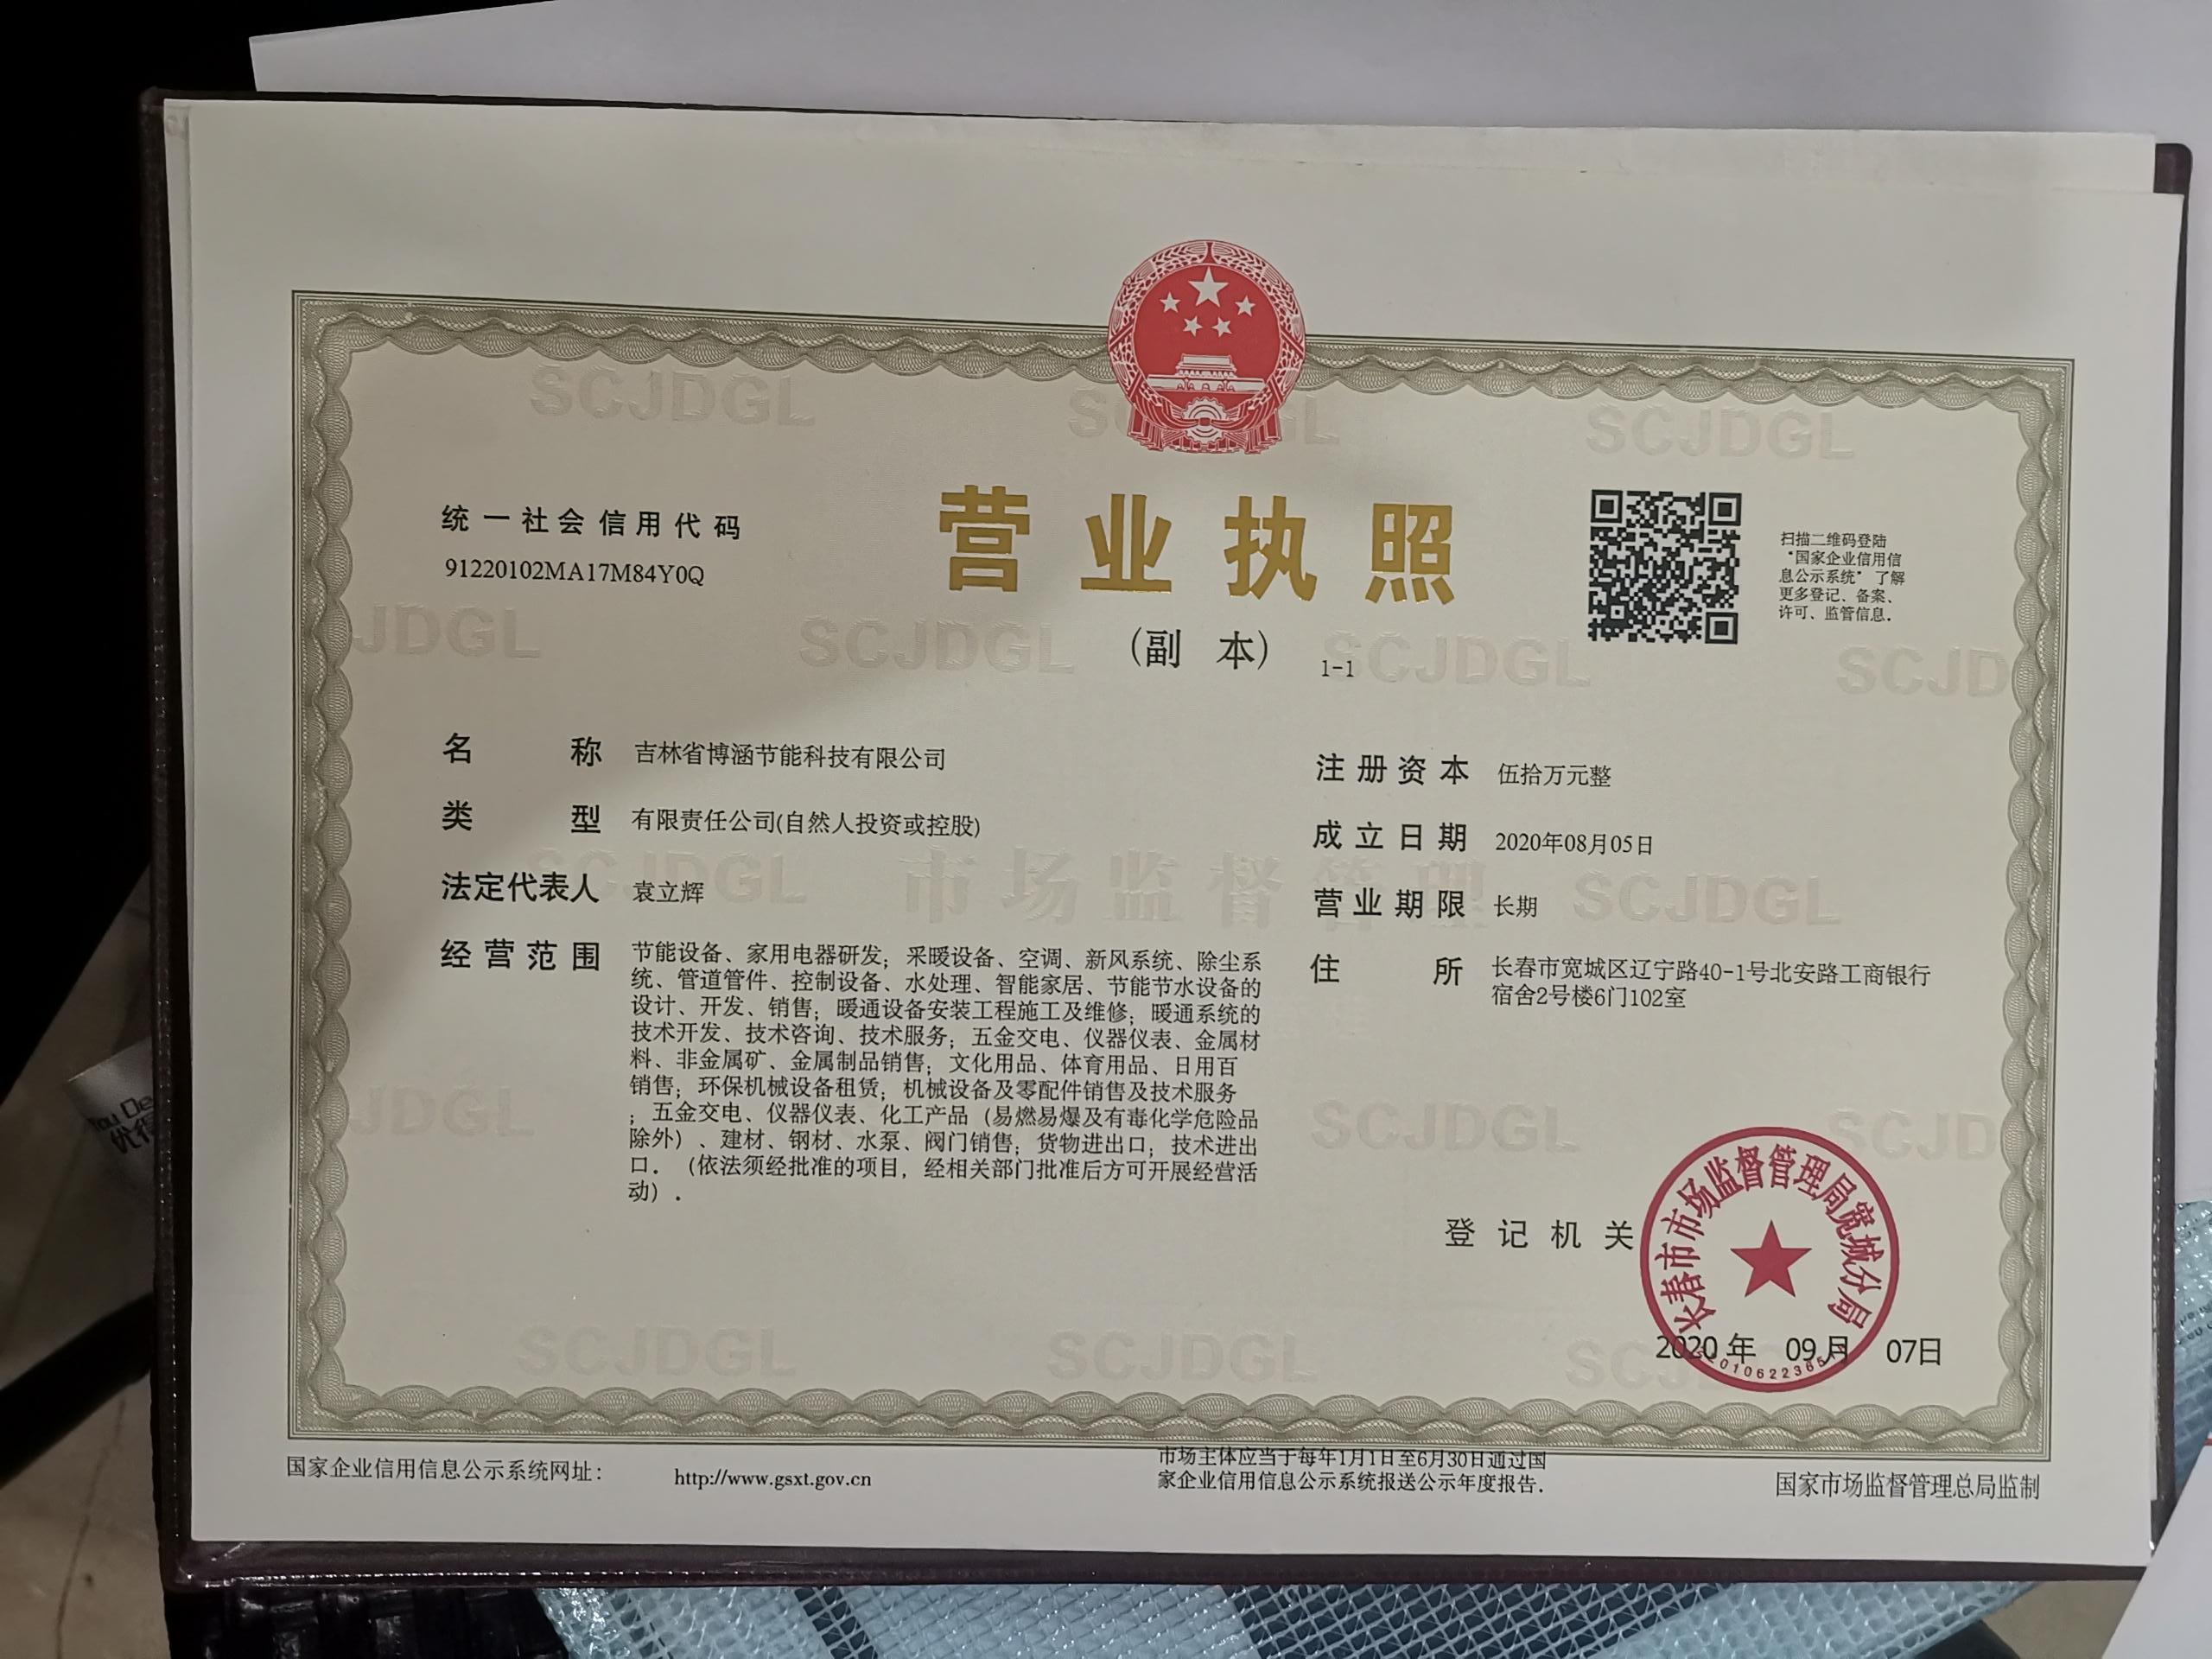 统一社会信用代码
91220102MA17M84Y0Q
营业执照
(副 本)
1-1
扫描二维码登陆
"国家企业信用信
息公示系统"了解
更多登记、备案、
许可、监管信息.
名称 吉林省博涵节能科技有限公司
类型 有限责任公司(自然人投资或控股)
法定代表人 袁立辉
经营范围 节能设备、家用电器研发；采暖设备、空调、新风系统、除尘系
统、管道管件、控制设备、水处理、智能家居、节能节水设备的
设计、开发、销售；暖通设备安装工程施工及维修；暖通系统的
技术开发、技术咨询、技术服务；五金交电、仪器仪表、金属材
料、非金属矿、金属制品销售；文化用品、体育用品、日用百
销售；环保机械设备租赁；机械设备及零配件销售及技术服务
；五金交电、仪器仪表、化工产品（易燃易爆及有毒化学危险品
除外）、建材、钢材、水泵、阀门销售；货物进出口；技术进出
口．（依法须经批准的项目，经相关部门批准后方可开展经营活
动）．
注册资本 伍拾万元整
成立日期 2020年08月05日
营业期限 长期
住所 长春市宽城区辽宁路40-1号北安路工商银行
宿舍2号楼6门102室
登记机关
长春市市场监督管理局宽城分局
2020年 09月 07日
国家企业信用信息公示系统网址： http://www.gsxt.gov.cn
市场主体应当于每年1月1日至6月30日通过国
家企业信用信息公示系统报送公示年度报告．
国家市场监督管理总局监制
SCJDGL
市场监督管理